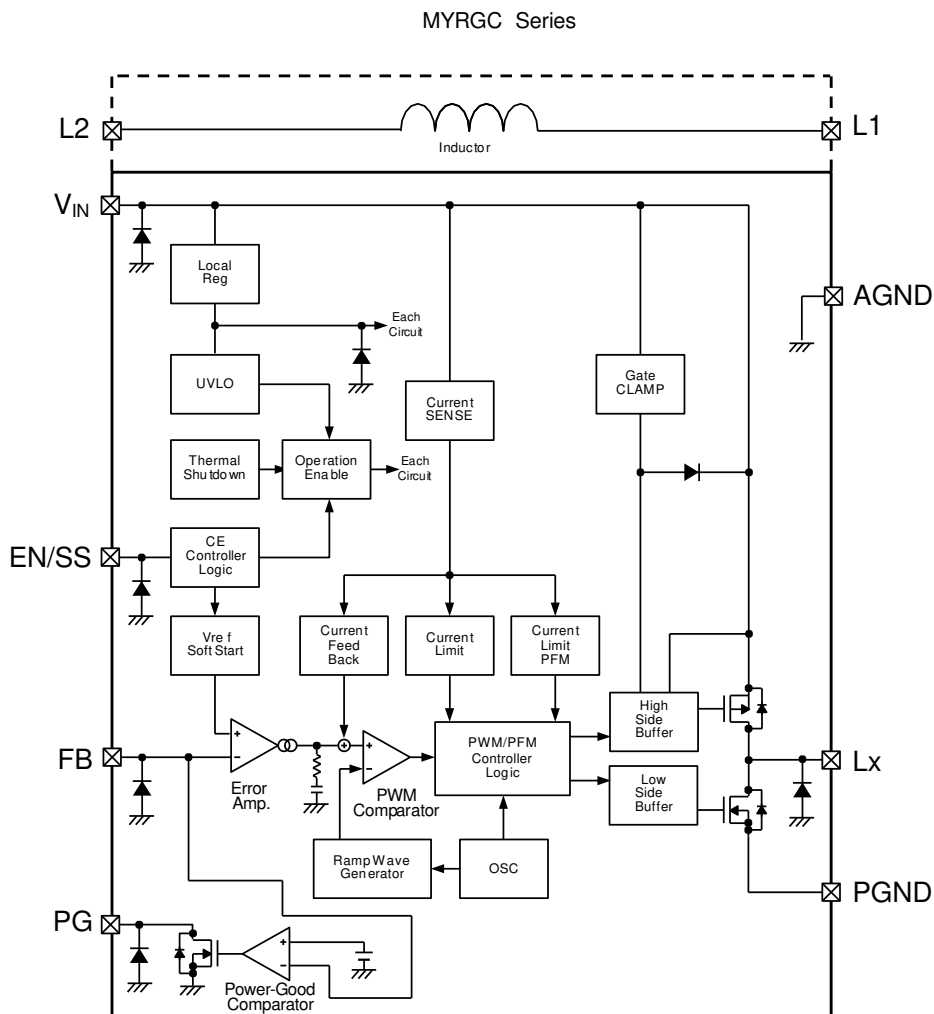 MYRGC Series
L2
L1
Inductor
VIN
Local
Reg
AGND
Each
Circuit
UVLO
Current
SENSE
Gate
CLAMP
Thermal
Shutdown
Operation
Enable
Each
Circuit
EN/SS
CE
Controller
Logic
Vref
Soft Start
Current
Feed
Back
Current
Limit
Current
Limit
PFM
High
Side
Buffer
FB
+
−
Error
Amp.
+
+
−
PWM
Comparator
PWM/PFM
Controller
Logic
Lx
Low
Side
Buffer
Ramp Wave
Generator
OSC
PGND
PG
+
−
Power-Good
Comparator